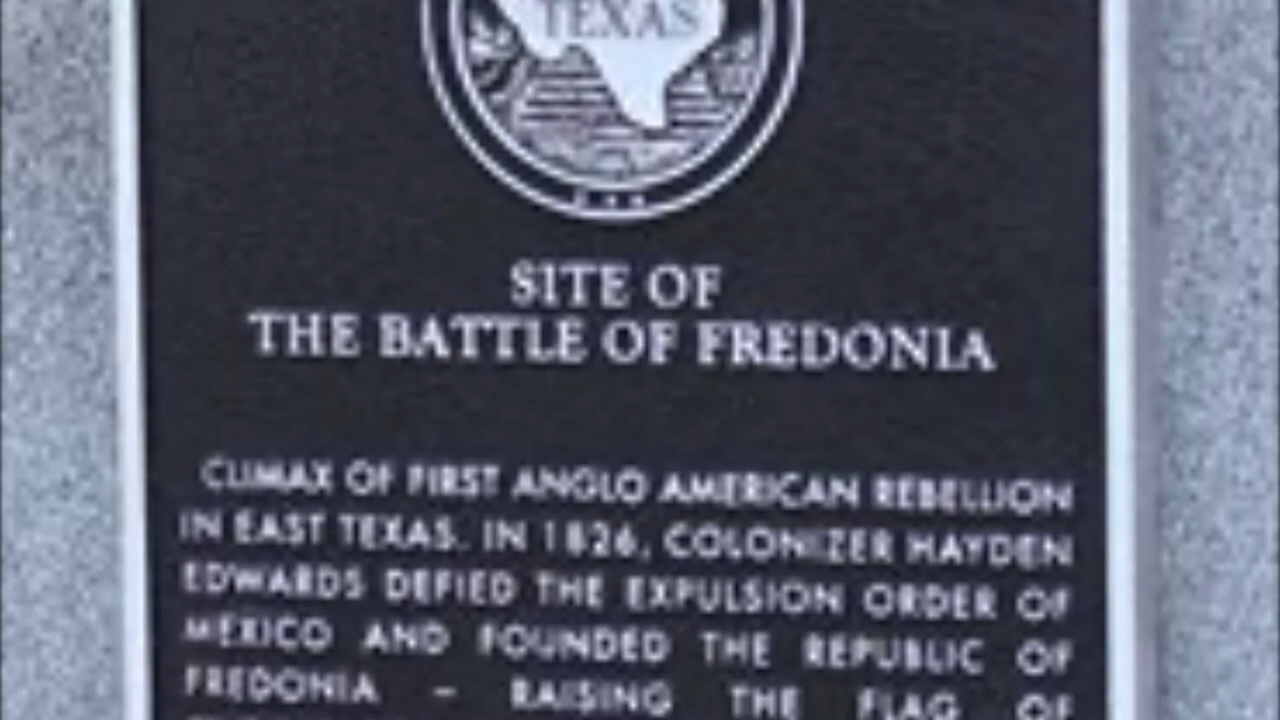 TEXAS
SITE OF
THE BATTLE OF FREDONIA
CLIMAX OF FIRST ANGLO AMERICAN REBELLION
IN EAST TEXAS. IN 1826, COLONIZER HAYDEN
EDWARDS DEFIED THE EXPULSION ORDER OF
MEXICO AND FOUNDED THE REPUBLIC OF
FREDONIA – RAISING THE FLAG OF